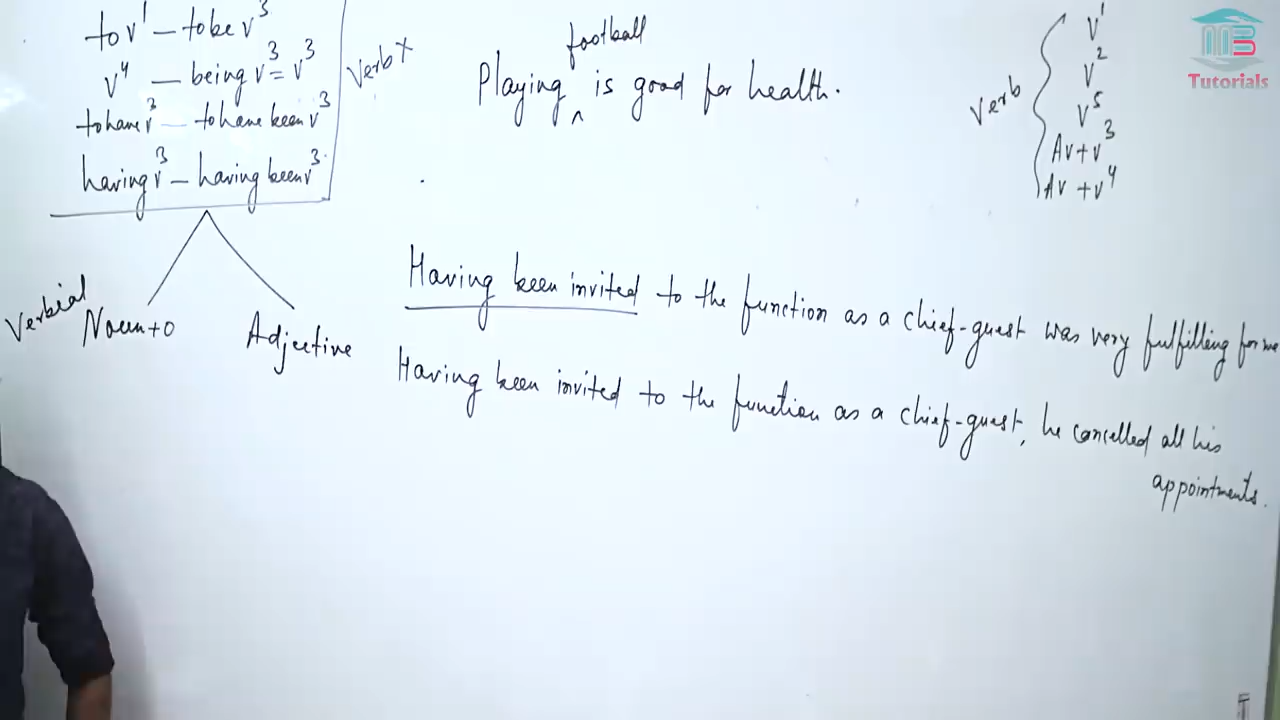 to v¹ – to be v³
v⁴ – being v³ = v³
to have v³ – to have been v³
having v³ – having been v³
verb ×
football
Playing ^ is good for health.
verb
v¹
v²
v⁵
Av + v³
Av + v⁴
MB
Tutorials
Verbial
Noun + O
Adjective
Having been invited to the function as a chief-guest was very fulfilling for me
Having been invited to the function as a chief-guest, he cancelled all his
appointments.